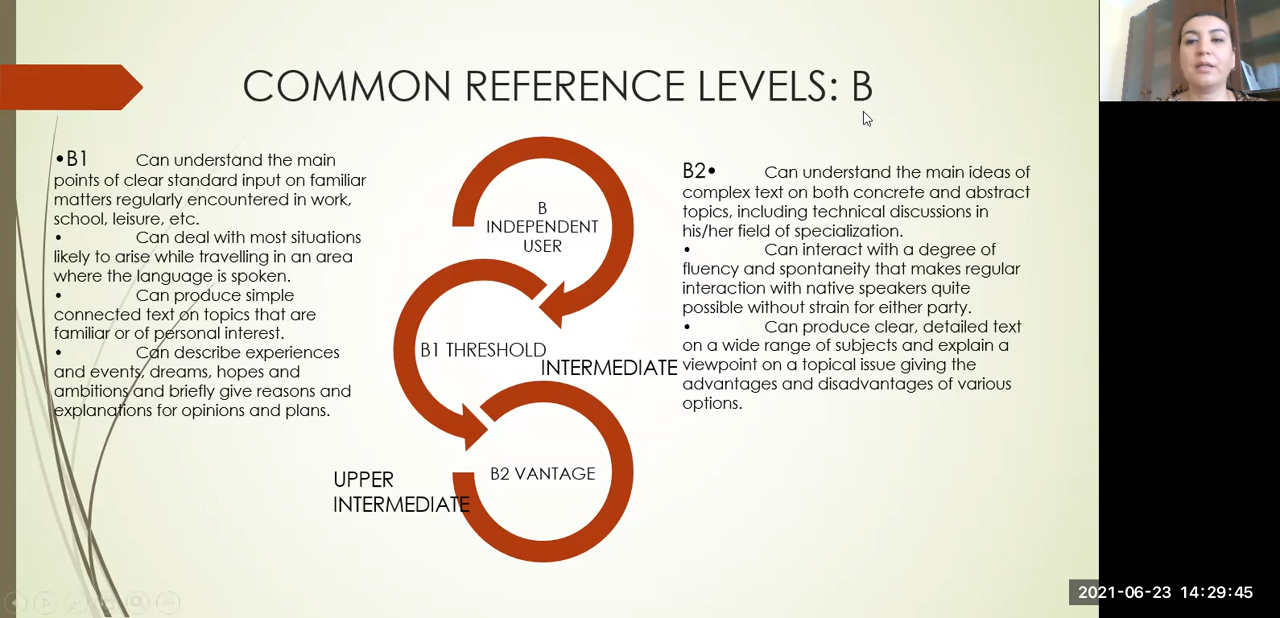 COMMON REFERENCE LEVELS: B
•B1 Can understand the main
points of clear standard input on familiar
matters regularly encountered in work,
school, leisure, etc.
• Can deal with most situations
likely to arise while travelling in an area
where the language is spoken.
• Can produce simple
connected text on topics that are
familiar or of personal interest.
• Can describe experiences
and events, dreams, hopes and
ambitions and briefly give reasons and
explanations for opinions and plans.
B
INDEPENDENT
USER
B1 THRESHOLD
INTERMEDIATE
B2 VANTAGE
UPPER
INTERMEDIATE
B2• Can understand the main ideas of
complex text on both concrete and abstract
topics, including technical discussions in
his/her field of specialization.
• Can interact with a degree of
fluency and spontaneity that makes regular
interaction with native speakers quite
possible without strain for either party.
• Can produce clear, detailed text
on a wide range of subjects and explain a
viewpoint on a topical issue giving the
advantages and disadvantages of various
options.
2021-06-23 14:29:45